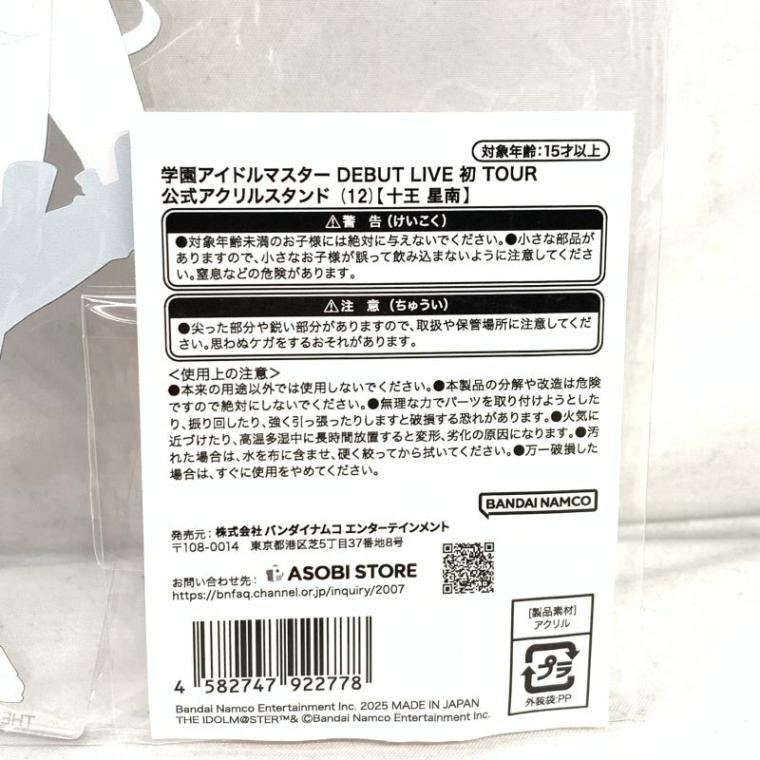 対象年齢:15才以上
学園アイドルマスター DEBUT LIVE 初 TOUR
公式アクリルスタンド (12)【十王 星南】
⚠警 告(けいこく)
●対象年齢未満のお子様には絶対に与えないでください。●小さな部品が
ありますので、小さなお子様が誤って飲み込まないように注意してくださ
い。窒息などの危険があります。
⚠注 意(ちゅうい)
●尖った部分や鋭い部分がありますので、取扱や保管場所に注意してくだ
さい。思わぬケガをするおそれがあります。
<使用上の注意>
●本来の用途以外では使用しないでください。●本製品の分解や改造は危険
ですので絶対にしないでください。●無理な力でパーツを取り付けようとした
り、振り回したり、強く引っ張ったりしますと破損する恐れがあります。●火気に
近づけたり、高温多湿中に長時間放置すると変形、劣化の原因になります。●汚
れた場合は、水を布に含ませ、硬く絞ってから拭いてください。●万一破損した
場合は、すぐに使用をやめてください。
BANDAI NAMCO
発売元:株式会社 バンダイナムコ エンターテインメント
〒108-0014 東京都港区芝5丁目37番地8号
お問い合わせ先: ASOBI STORE
https://bnfaq.channel.or.jp/inquiry/2007
[製品素材]
アクリル
プラ
外装袋:PP
4 582747 922778
Bandai Namco Entertainment Inc. 2025 MADE IN JAPAN
THE IDOLM@STER™& ©Bandai Namco Entertainment Inc.